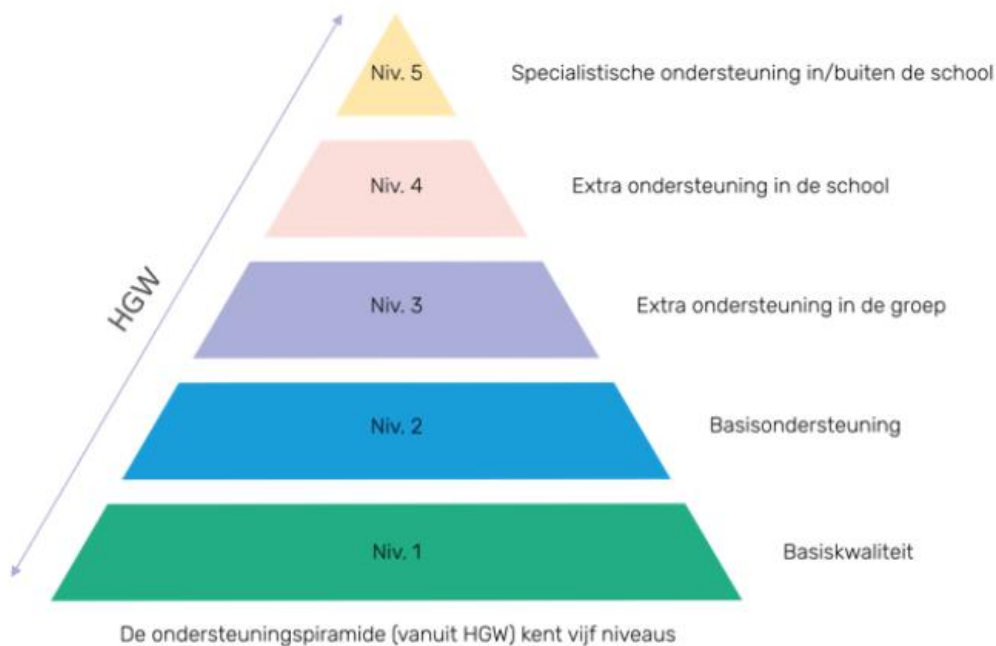 Niv. 5
Specialistische ondersteuning in/buiten de school
Niv. 4
Extra ondersteuning in de school
HGW
Niv. 3
Extra ondersteuning in de groep
Niv. 2
Basisondersteuning
Niv. 1
Basiskwaliteit
De ondersteuningspiramide (vanuit HGW) kent vijf niveaus